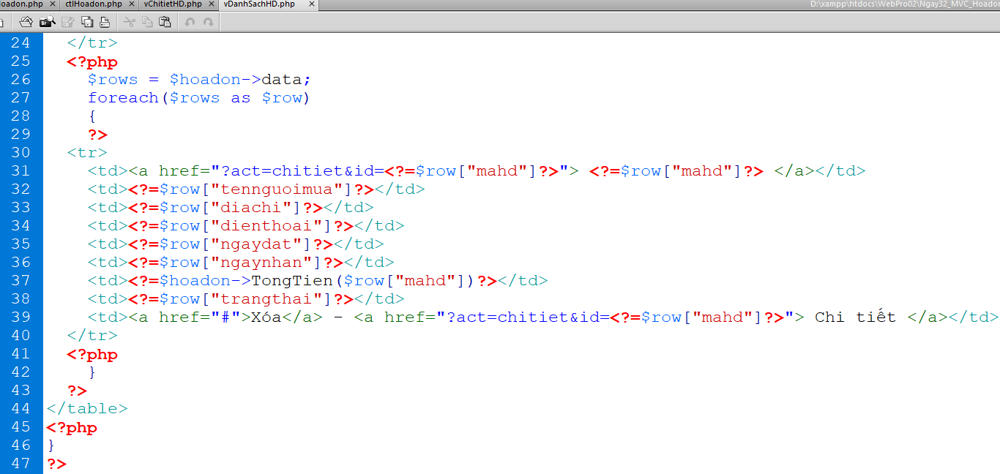 oadon.php × ctlHoadon.php × vChitietHD.php × vDanhSachHD.php ×
D:\xampp\htdocs\WebPro02\Ngay32_MVC_Hoadon
Br
24 </tr>
25 <?php
26 $rows = $hoadon->data;
27 foreach($rows as $row)
28 {
29 ?>
30 <tr>
31 <td><a href="?act=chitiet&id=<?=$row["mahd"]?>"> <?=$row["mahd"]?> </a></td>
32 <td><?=$row["tennguoimua"]?></td>
33 <td><?=$row["diachi"]?></td>
34 <td><?=$row["dienthoai"]?></td>
35 <td><?=$row["ngaydat"]?></td>
36 <td><?=$row["ngaynhan"]?></td>
37 <td><?=$hoadon->TongTien($row["mahd"])?></td>
38 <td><?=$row["trangthai"]?></td>
39 <td><a href="#">Xóa</a> - <a href="?act=chitiet&id=<?=$row["mahd"]?>"> Chi tiết </a></td>
40 </tr>
41 <?php
42 }
43 ?>
44 </table>
45 <?php
46 }
47 ?>